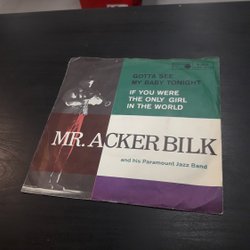 GOTTA SEE
MY BABY TONIGHT
IF YOU WERE
THE ONLY GIRL
IN THE WORLD
MR. ACKER BILK
and his Paramount Jazz Band